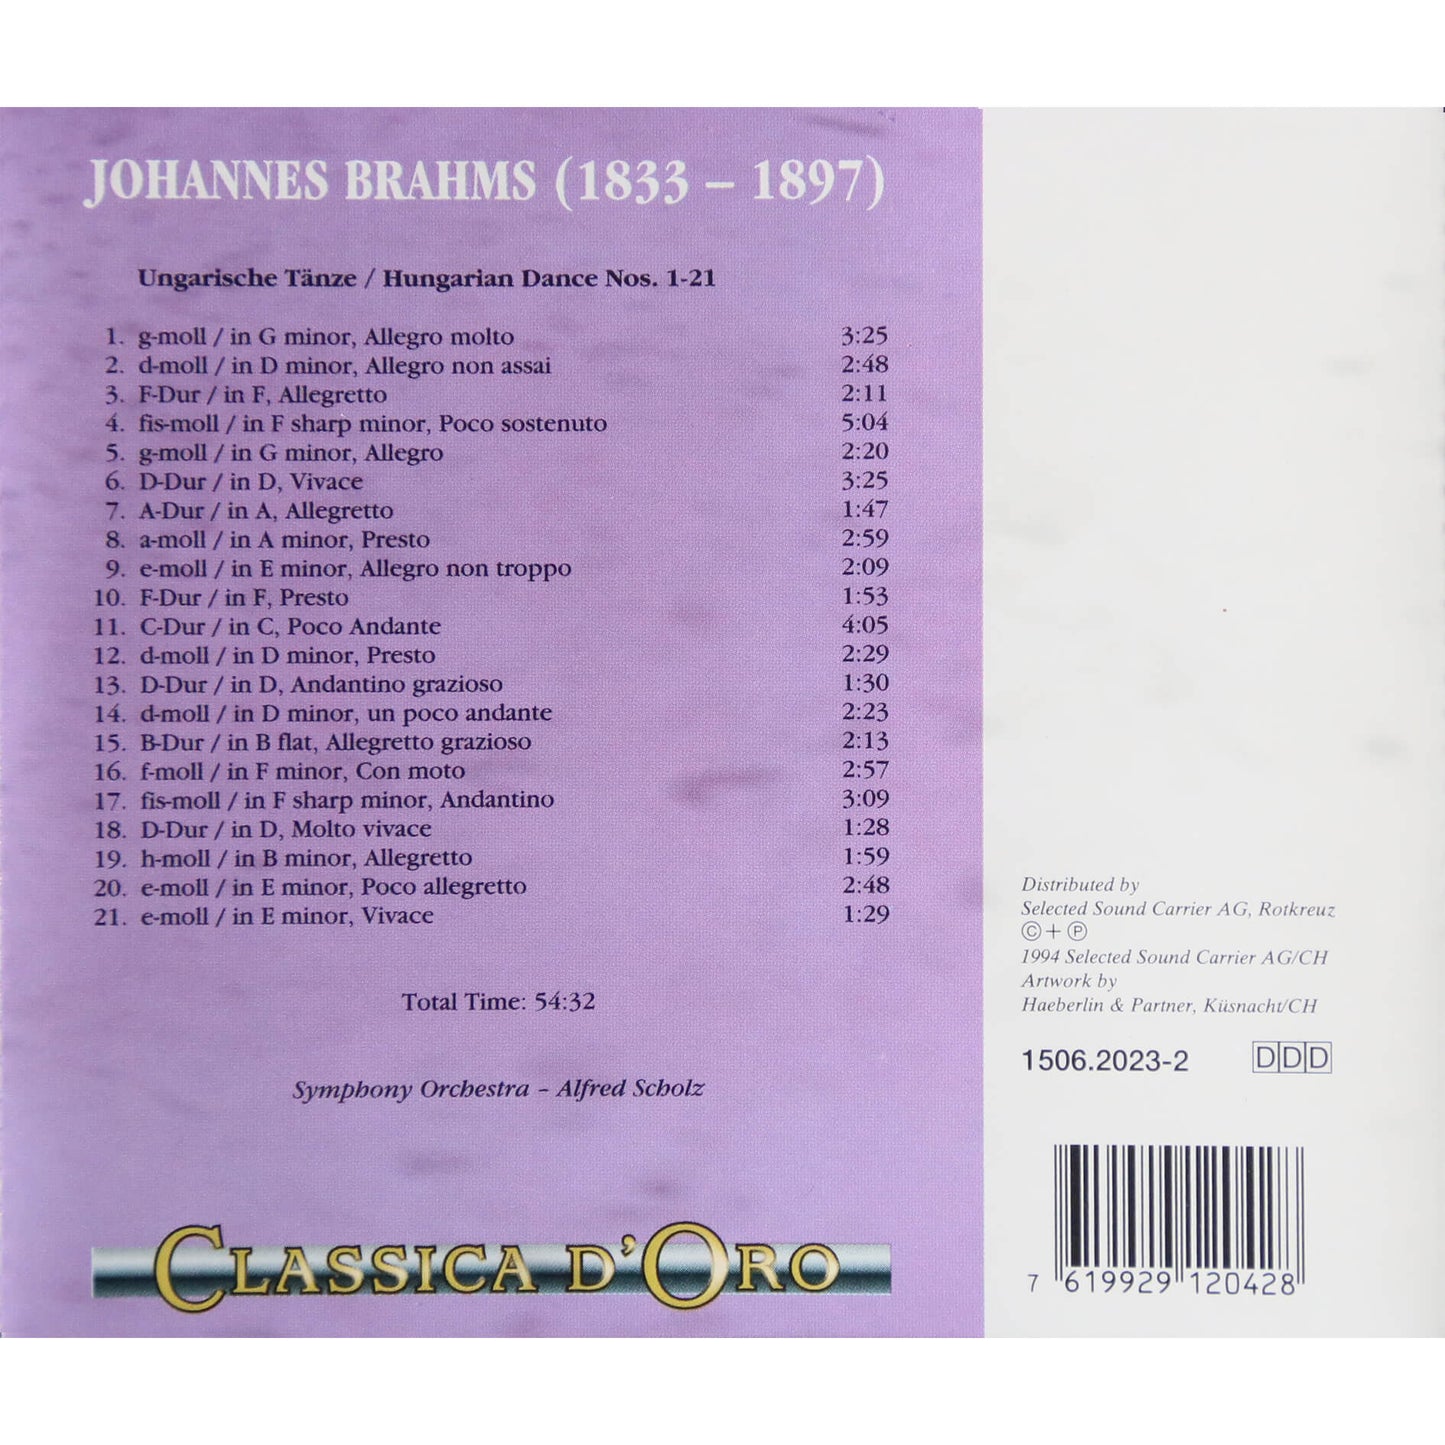 JOHANNES BRAHMS (1833 – 1897)
Ungarische Tänze / Hungarian Dance Nos. 1-21
1. g-moll / in G minor, Allegro molto 3:25
2. d-moll / in D minor, Allegro non assai 2:48
3. F-Dur / in F, Allegretto 2:11
4. fis-moll / in F sharp minor, Poco sostenuto 5:04
5. g-moll / in G minor, Allegro 2:20
6. D-Dur / in D, Vivace 3:25
7. A-Dur / in A, Allegretto 1:47
8. a-moll / in A minor, Presto 2:59
9. e-moll / in E minor, Allegro non troppo 2:09
10. F-Dur / in F, Presto 1:53
11. C-Dur / in C, Poco Andante 4:05
12. d-moll / in D minor, Presto 2:29
13. D-Dur / in D, Andantino grazioso 1:30
14. d-moll / in D minor, un poco andante 2:23
15. B-Dur / in B flat, Allegretto grazioso 2:13
16. f-moll / in F minor, Con moto 2:57
17. fis-moll / in F sharp minor, Andantino 3:09
18. D-Dur / in D, Molto vivace 1:28
19. h-moll / in B minor, Allegretto 1:59
20. e-moll / in E minor, Poco allegretto 2:48
21. e-moll / in E minor, Vivace 1:29
Total Time: 54:32
Symphony Orchestra – Alfred Scholz
CLASSICA D'ORO
Distributed by
Selected Sound Carrier AG, Rotkreuz
© + ℗
1994 Selected Sound Carrier AG/CH
Artwork by
Haeberlin & Partner, Küsnacht/CH
1506.2023-2 DDD
7 619929 120428